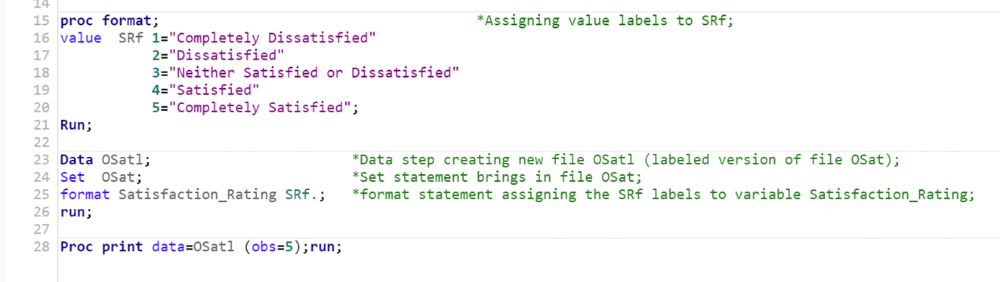 14
15 proc format; *Assigning value labels to SRf;
16 value SRf 1="Completely Dissatisfied"
17 2="Dissatisfied"
18 3="Neither Satisfied or Dissatisfied"
19 4="Satisfied"
20 5="Completely Satisfied";
21 Run;
22
23 Data OSatl; *Data step creating new file OSatl (labeled version of file OSat);
24 Set OSat; *Set statement brings in file OSat;
25 format Satisfaction_Rating SRf.; *format statement assigning the SRf labels to variable Satisfaction_Rating;
26 run;
27
28 Proc print data=OSatl (obs=5);run;